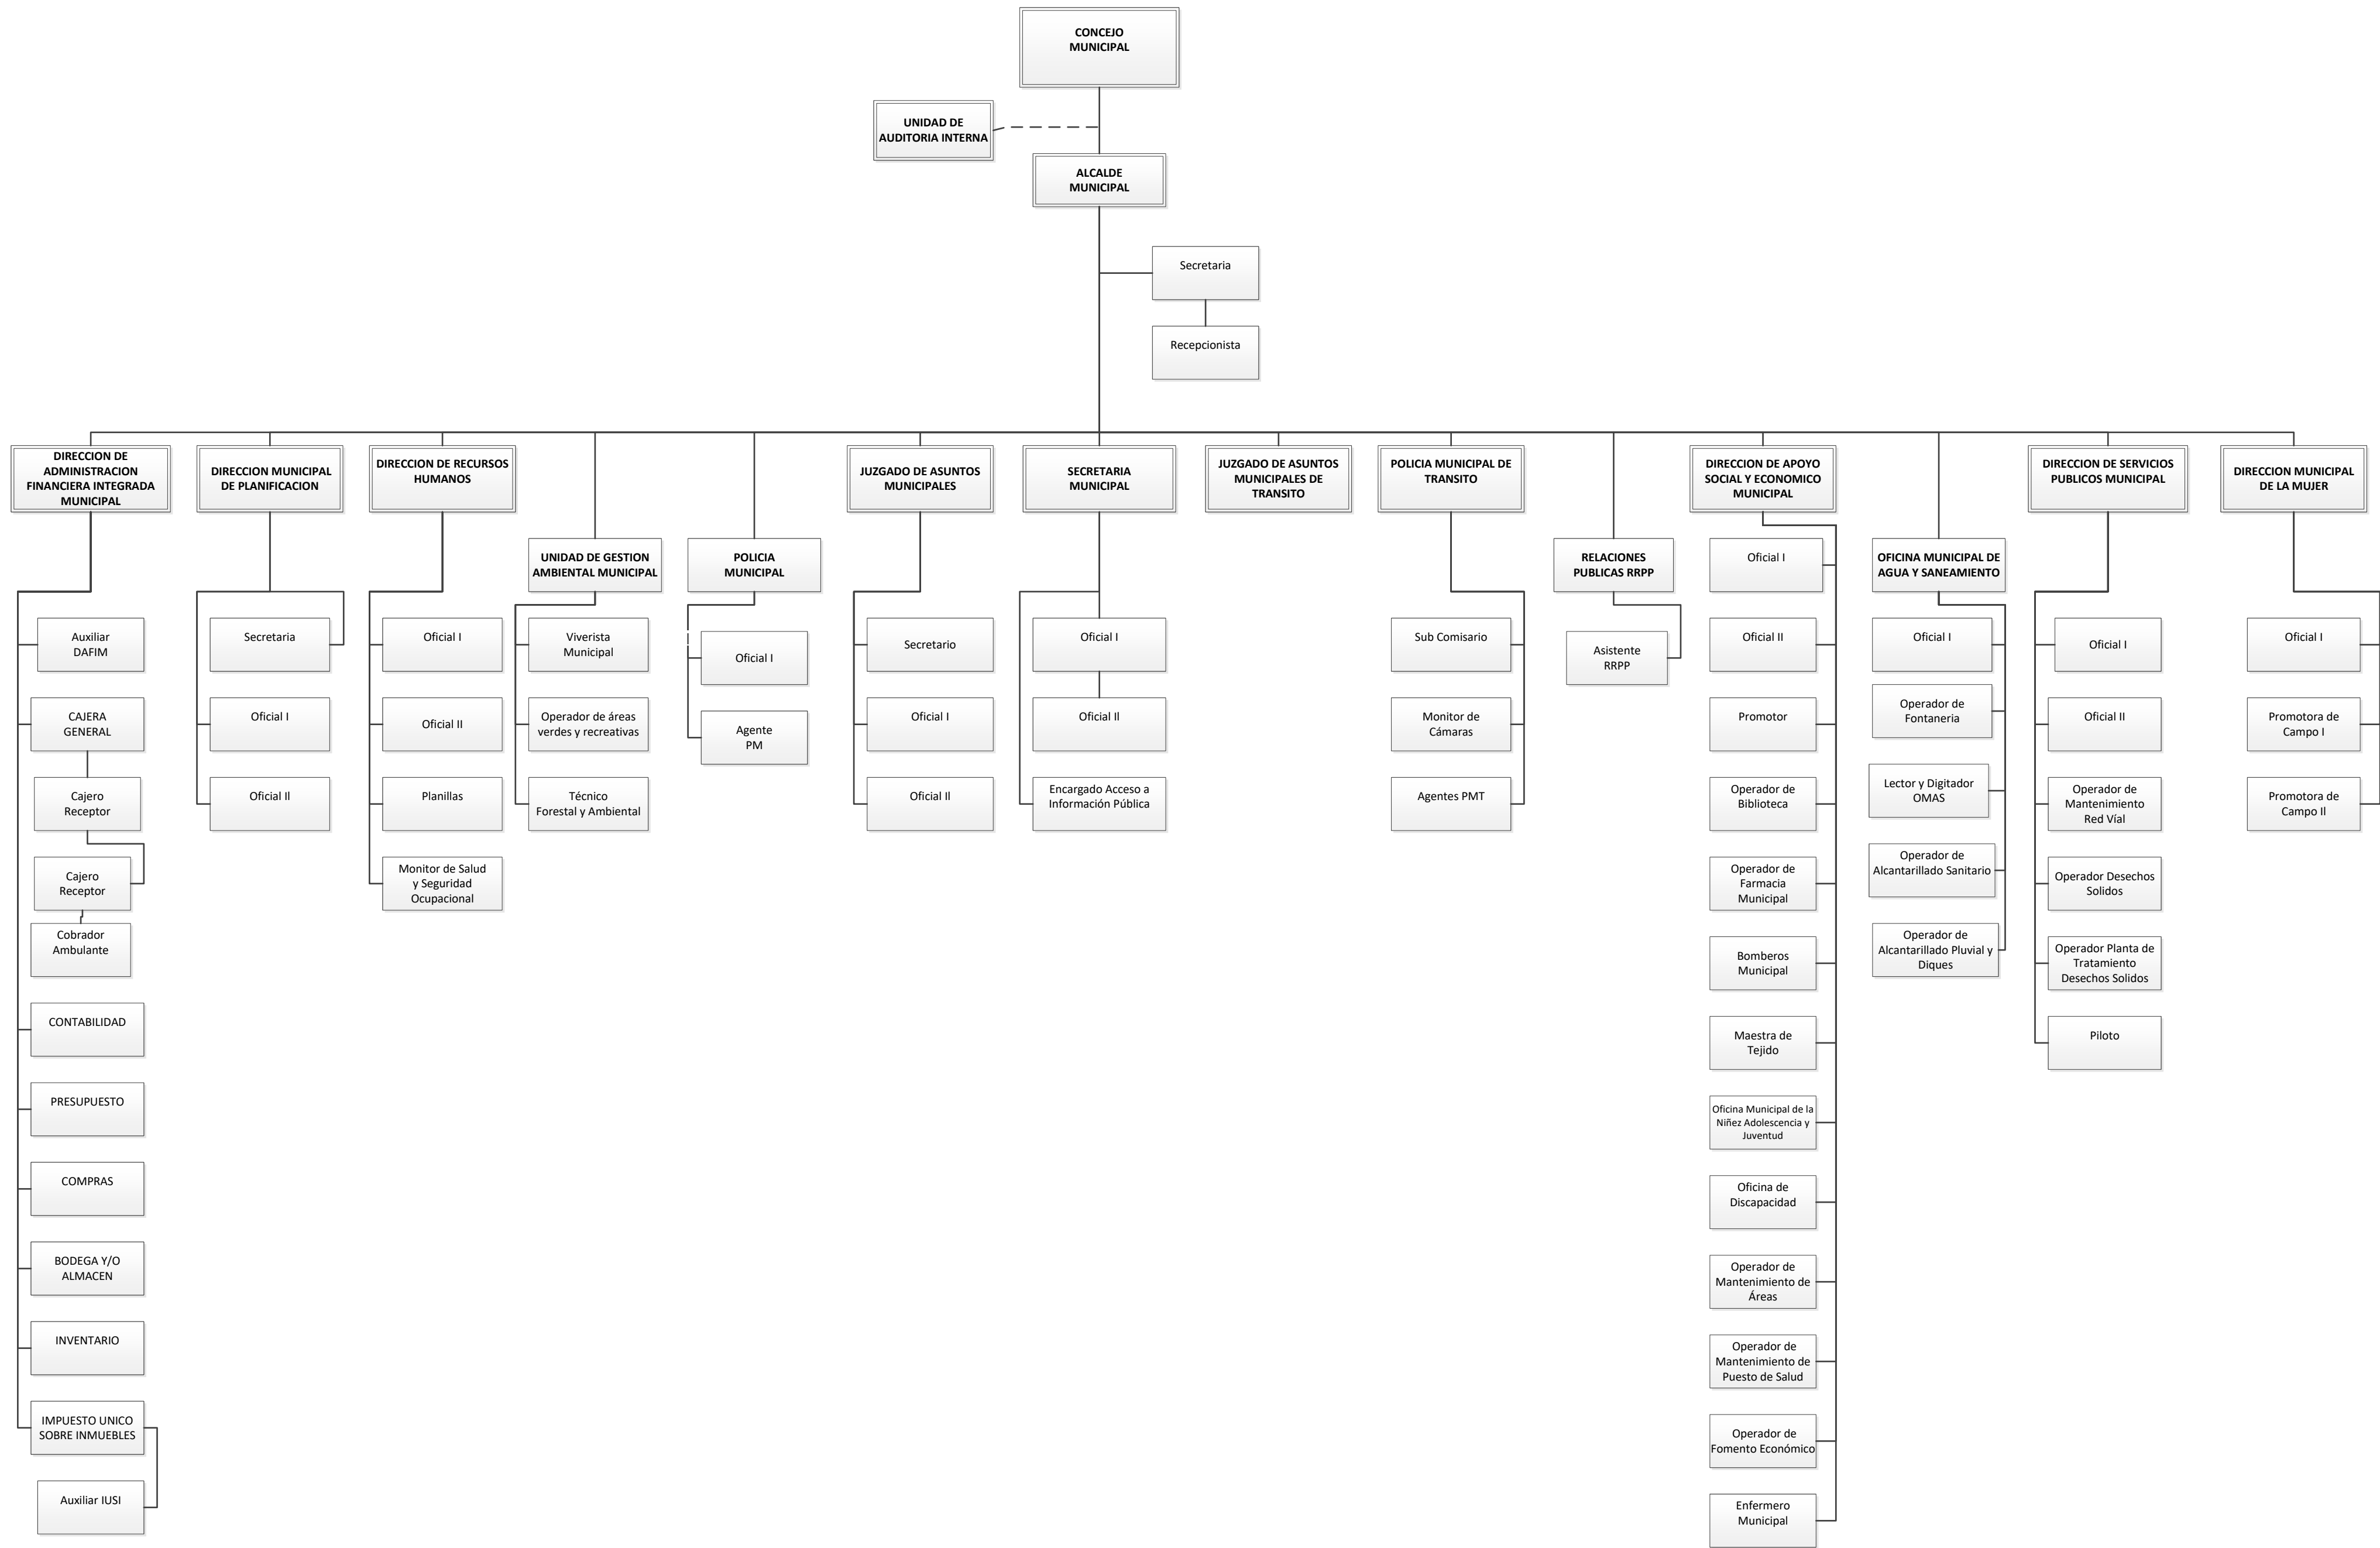 CONCEJO
MUNICIPAL
UNIDAD DE
AUDITORIA INTERNA
ALCALDE
MUNICIPAL
Secretaria
Recepcionista
DIRECCION DE
ADMINISTRACION
FINANCIERA INTEGRADA
MUNICIPAL
DIRECCION MUNICIPAL
DE PLANIFICACION
DIRECCION DE RECURSOS
HUMANOS
JUZGADO DE ASUNTOS
MUNICIPALES
SECRETARIA
MUNICIPAL
JUZGADO DE ASUNTOS
MUNICIPALES DE
TRANSITO
POLICIA MUNICIPAL DE
TRANSITO
DIRECCION DE APOYO
SOCIAL Y ECONOMICO
MUNICIPAL
DIRECCION DE SERVICIOS
PUBLICOS MUNICIPAL
DIRECCION MUNICIPAL
DE LA MUJER
UNIDAD DE GESTION
AMBIENTAL MUNICIPAL
POLICIA
MUNICIPAL
RELACIONES
PUBLICAS RRPP
OFICINA MUNICIPAL DE
AGUA Y SANEAMIENTO
Auxiliar
DAFIM
CAJERA
GENERAL
Cajero
Receptor
Cajero
Receptor
Cobrador
Ambulante
CONTABILIDAD
PRESUPUESTO
COMPRAS
BODEGA Y/O
ALMACEN
INVENTARIO
IMPUESTO UNICO
SOBRE INMUEBLES
Auxiliar IUSI
Secretaria
Oficial I
Oficial Il
Oficial I
Oficial II
Planillas
Monitor de Salud
y Seguridad
Ocupacional
Viverista
Municipal
Operador de áreas
verdes y recreativas
Técnico
Forestal y Ambiental
Oficial I
Agente
PM
Secretario
Oficial I
Oficial Il
Oficial I
Oficial Il
Encargado Acceso a
Información Pública
Sub Comisario
Monitor de
Cámaras
Agentes PMT
Asistente
RRPP
Oficial I
Oficial II
Promotor
Operador de
Biblioteca
Operador de
Farmacia
Municipal
Bomberos
Municipal
Maestra de
Tejido
Oficina Municipal de la
Niñez Adolescencia y
Juventud
Oficina de
Discapacidad
Operador de
Mantenimiento de
Áreas
Operador de
Mantenimiento de
Puesto de Salud
Operador de
Fomento Económico
Enfermero
Municipal
Oficial I
Operador de
Fontaneria
Lector y Digitador
OMAS
Operador de
Alcantarillado Sanitario
Operador de
Alcantarillado Pluvial y
Diques
Oficial I
Oficial II
Operador de
Mantenimiento
Red Víal
Operador Desechos
Solidos
Operador Planta de
Tratamiento
Desechos Solidos
Piloto
Oficial I
Promotora de
Campo I
Promotora de
Campo Il